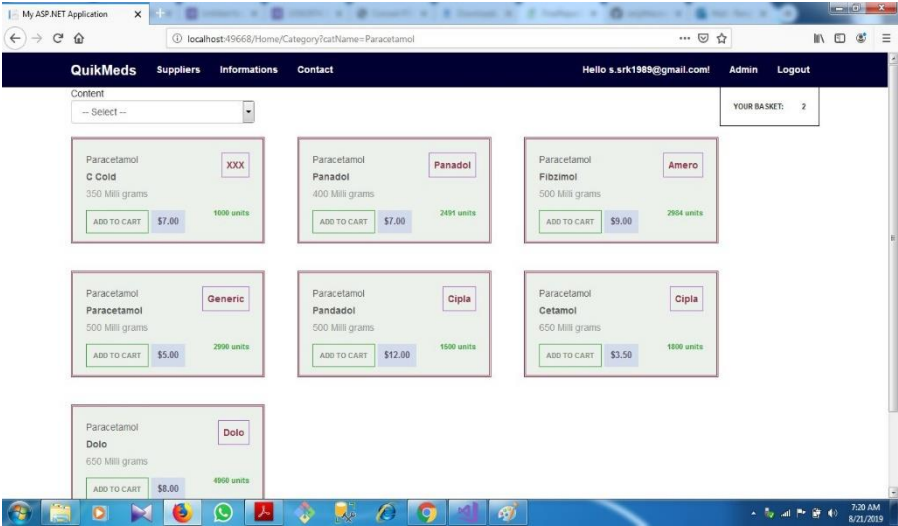 My ASP.NET Application
localhost:49668/Home/Category?catName=Paracetamol
QuikMeds Suppliers Informations Contact Hello s.srk1989@gmail.com! Admin Logout
Content
-- Select --
YOUR BASKET: 2
Paracetamol
C Cold
XXX
350 Milli grams
ADD TO CART $7.00 1000 units
Paracetamol
Panadol
Panadol
400 Milli grams
ADD TO CART $7.00 2491 units
Paracetamol
Fibzimol
Amero
500 Milli grams
ADD TO CART $9.00 2984 units
Paracetamol
Paracetamol
Generic
500 Milli grams
ADD TO CART $5.00 2900 units
Paracetamol
Pandadol
Cipla
500 Milli grams
ADD TO CART $12.00 1500 units
Paracetamol
Cetamol
Cipla
650 Milli grams
ADD TO CART $3.50 1800 units
Paracetamol
Dolo
Dolo
650 Milli grams
ADD TO CART $8.00 4960 units
7:20 AM
8/21/2019